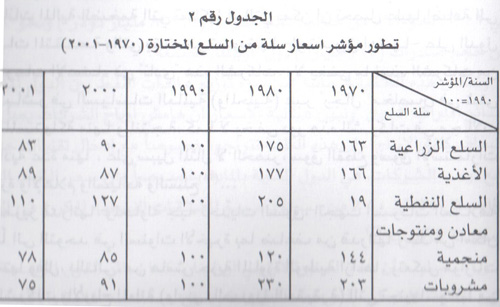 الجدول رقم ٢
تطور مؤشر اسعار سلة من السلع المختارة (١٩٧٠-٢٠٠١)
السنة/المؤشر ١٩٧٠ ١٩٨٠ ١٩٩٠ ٢٠٠٠ ٢٠٠١
١٩٩٠=١٠٠
سلة السلع
السلع الزراعية ١٦٣ ١٧٥ ١٠٠ ٩٠ ٨٣
الأغذية ١٦٦ ١٧٧ ١٠٠ ٨٧ ٨٩
السلع النفطية ١٩ ٢٠٥ ١٠٠ ١٢٧ ١١٠
معادن ومنتوجات
منجمية ١٤٤ ١٢٠ ١٠٠ ٨٥ ٧٨
مشروبات ٢٠٣ ٢٣٠ ١٠٠ ٩١ ٧٥